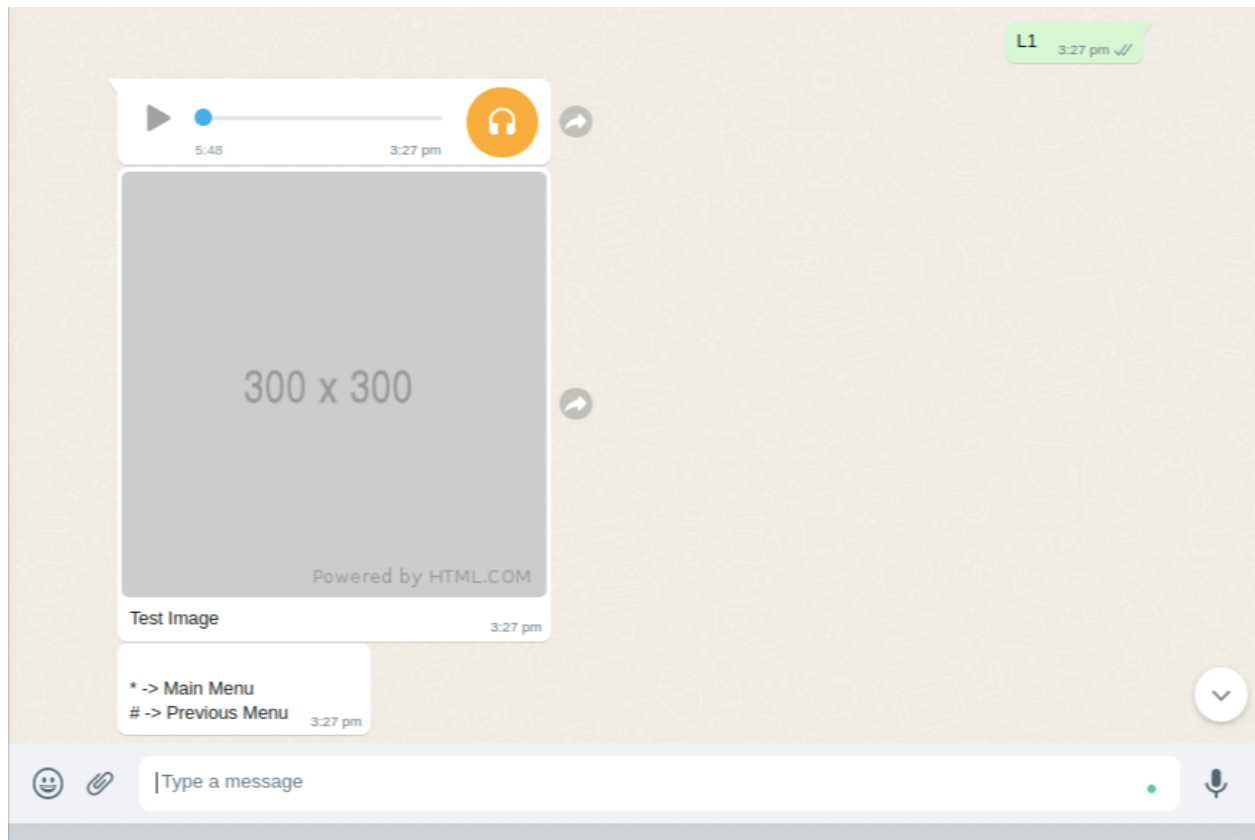 L1
3:27 pm
5:48
3:27 pm
300 x 300
Powered by HTML.COM
Test Image
3:27 pm
* -> Main Menu
# -> Previous Menu
3:27 pm
Type a message